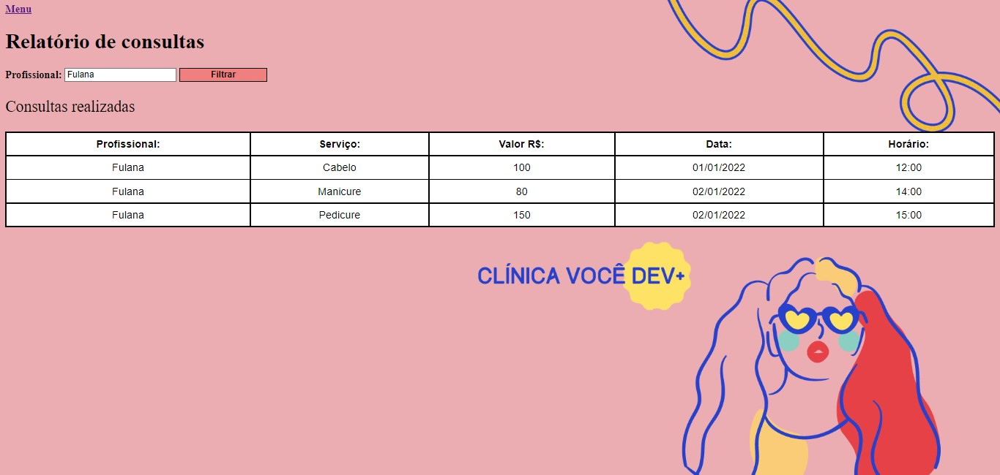 Menu
Relatório de consultas
Profissional: Fulana Filtrar
Consultas realizadas
Profissional: Serviço: Valor R$: Data: Horário:
Fulana Cabelo 100 01/01/2022 12:00
Fulana Manicure 80 02/01/2022 14:00
Fulana Pedicure 150 02/01/2022 15:00
CLÍNICA VOCÊ DEV+